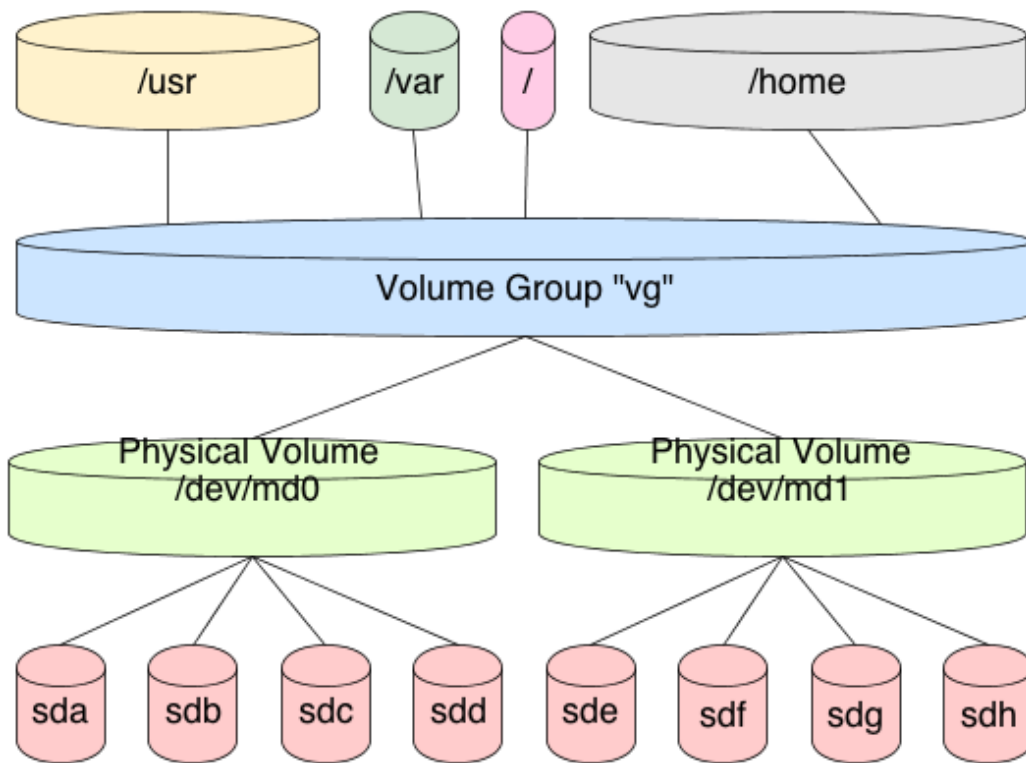 /usr
/var
/
/home
Volume Group "vg"
Physical Volume
/dev/md0
Physical Volume
/dev/md1
sda
sdb
sdc
sdd
sde
sdf
sdg
sdh